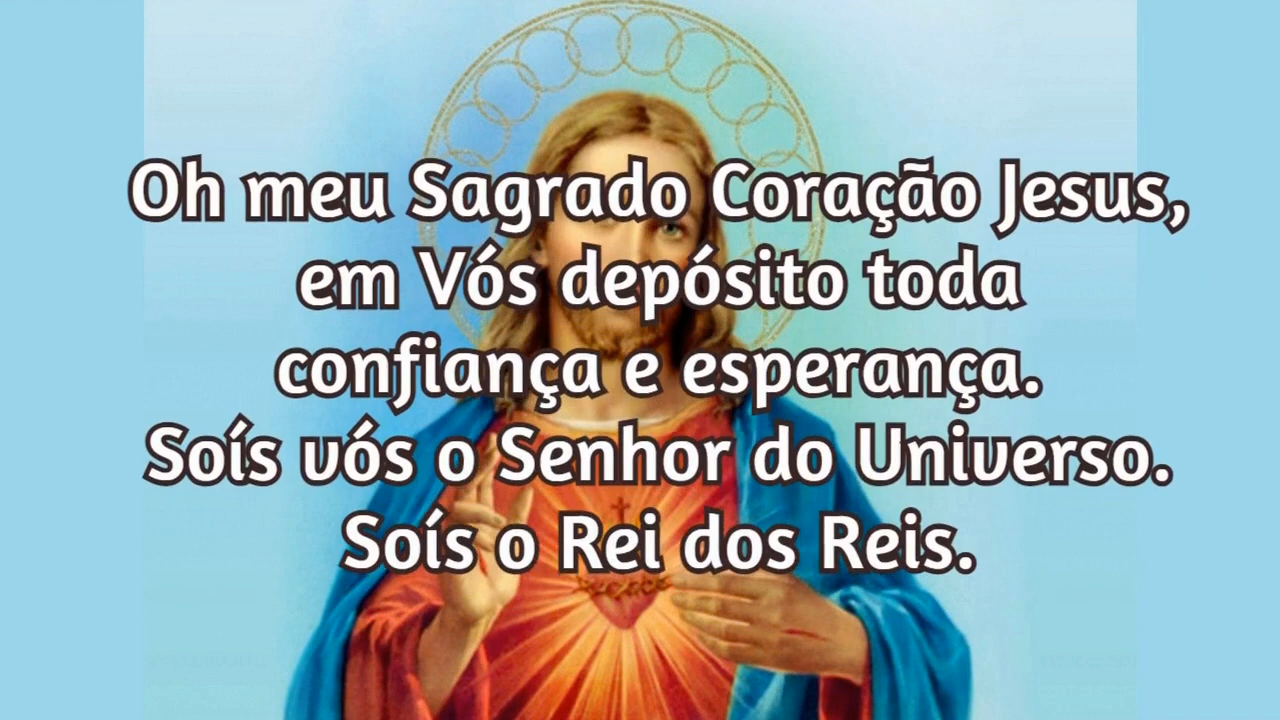 Oh meu Sagrado Coração Jesus,
em Vós depósito toda
confiança e esperança.
Soís vós o Senhor do Universo.
Soís o Rei dos Reis.